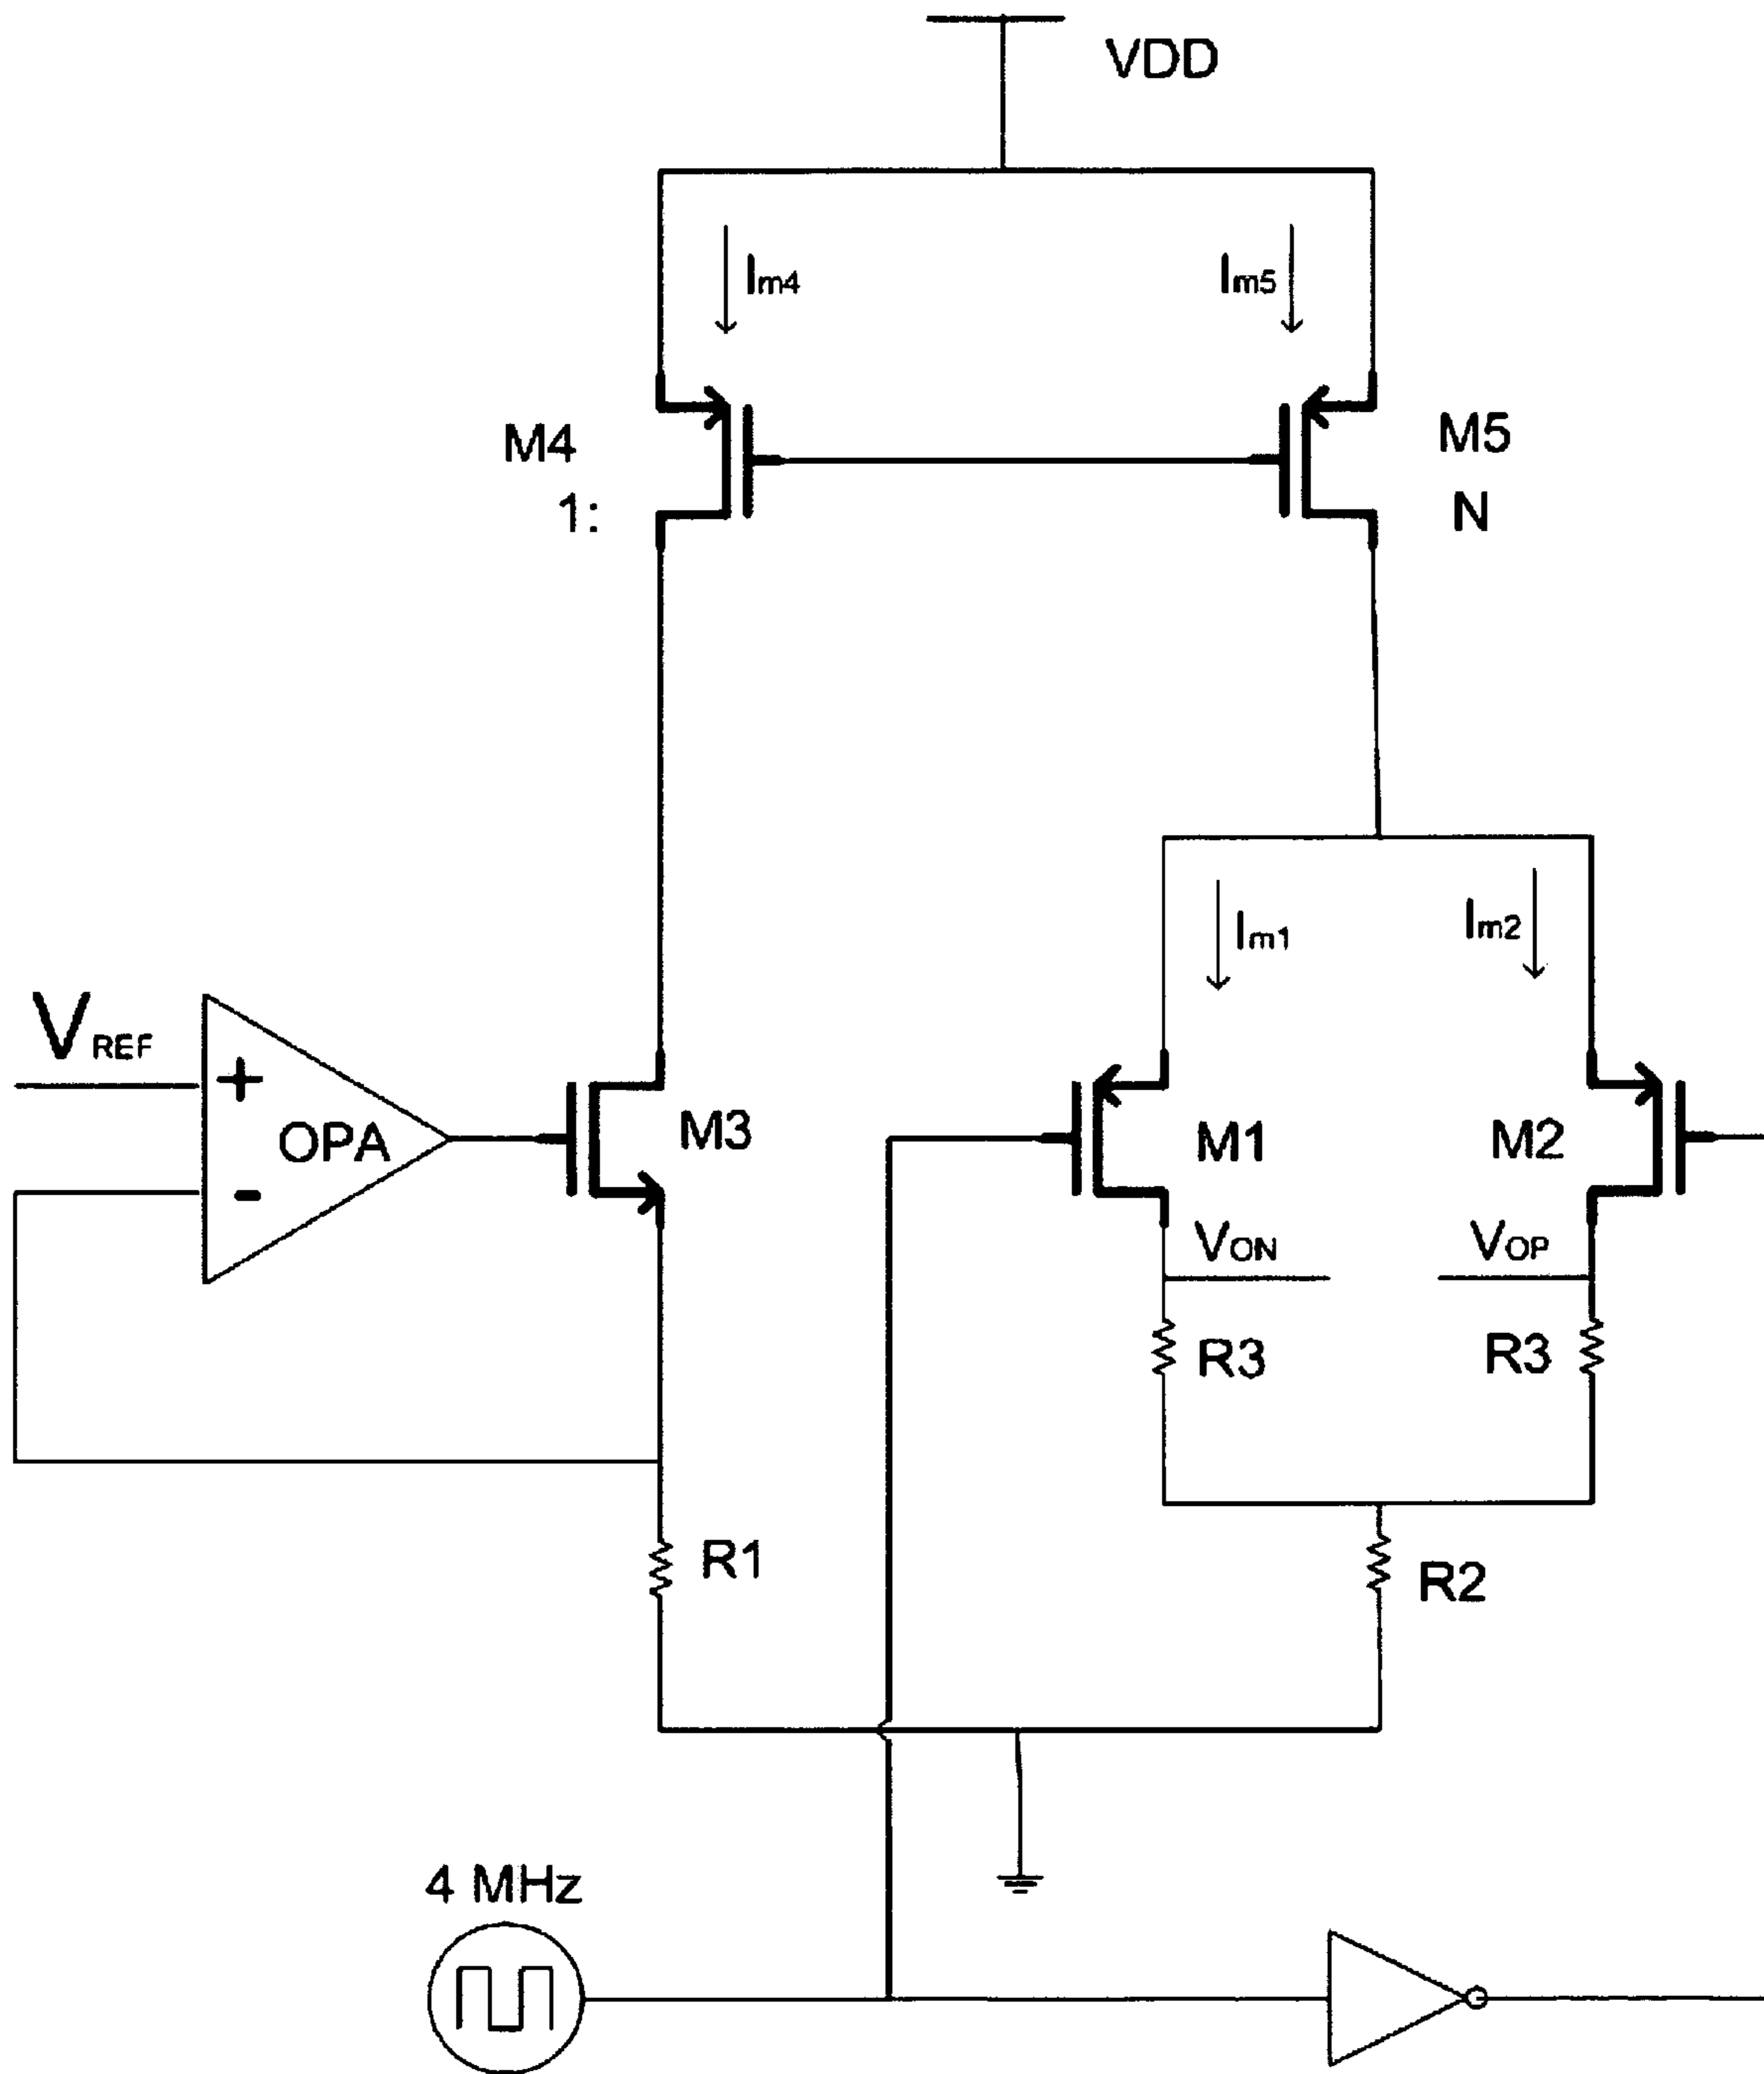 VDD
Im4
Im5
M4
1:
M5
N
Im1
Im2
VREF
+
OPA
-
M3
M1
M2
VON
VOP
R3
R3
R1
R2
4 MHz